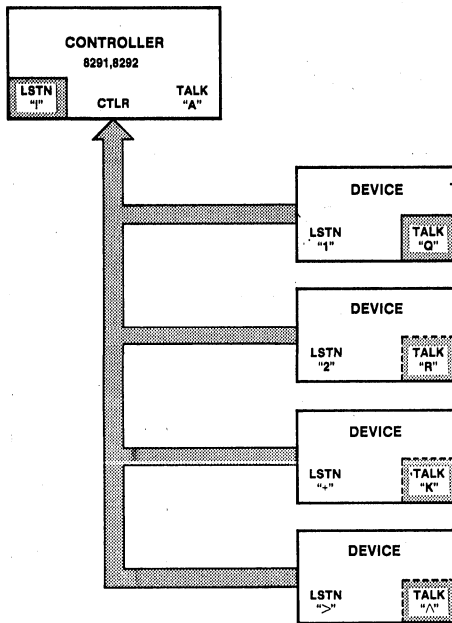 CONTROLLER
8291,8292
LSTN
"!"
CTLR
TALK
"A"
DEVICE
LSTN
"1"
TALK
"Q"
DEVICE
LSTN
"2"
TALK
"R"
DEVICE
LSTN
"+"
TALK
"K"
DEVICE
LSTN
">"
TALK
"^"